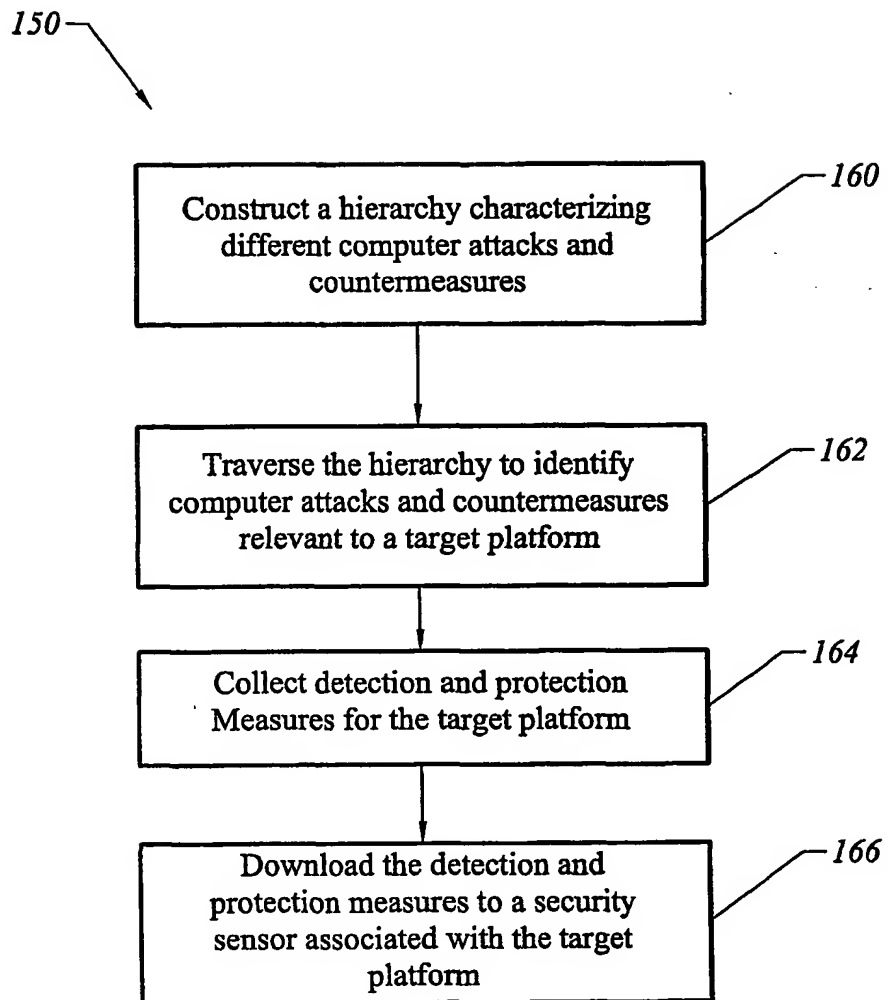 150
160
Construct a hierarchy characterizing
different computer attacks and
countermeasures
162
Traverse the hierarchy to identify
computer attacks and countermeasures
relevant to a target platform
164
Collect detection and protection
Measures for the target platform
166
Download the detection and
protection measures to a security
sensor associated with the target
platform